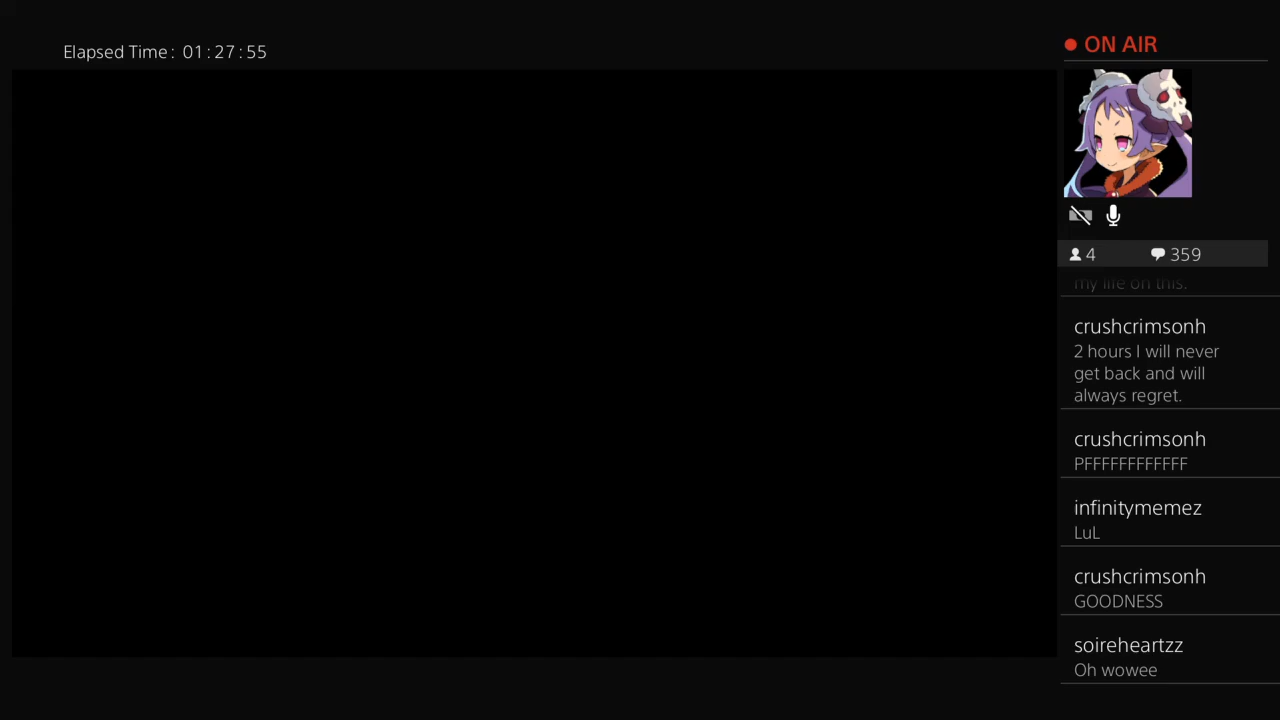 Elapsed Time: 01:27:55
ON AIR
4
359
my life on this.
crushcrimsonh
2 hours I will never
get back and will
always regret.
crushcrimsonh
PFFFFFFFFFFFF
infinitymemez
LuL
crushcrimsonh
GOODNESS
soireheartzz
Oh wowee